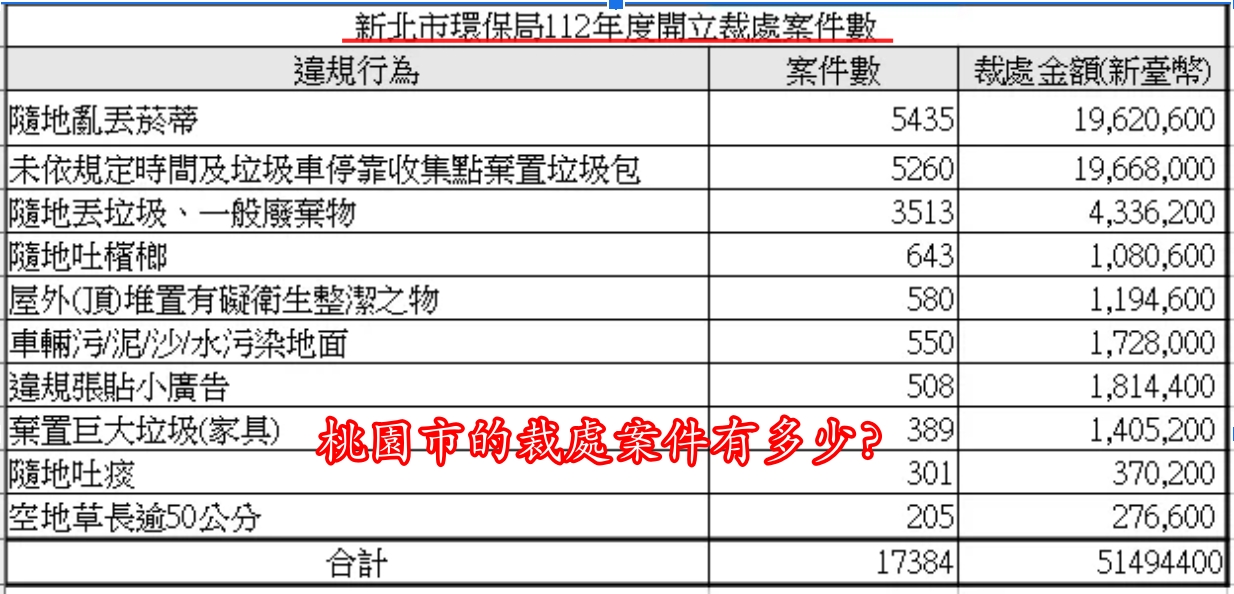 新北市環保局112年度開立裁處案件數
違規行為 案件數 裁處金額(新臺幣)
隨地亂丟菸蒂 5435 19,620,600
未依規定時間及垃圾車停靠收集點棄置垃圾包 5260 19,668,000
隨地丟垃圾、一般廢棄物 3513 4,336,200
隨地吐檳榔 643 1,080,600
屋外(頂)堆置有礙衛生整潔之物 580 1,194,600
車輛污/泥/沙/水污染地面 550 1,728,000
違規張貼小廣告 508 1,814,400
棄置巨大垃圾(家具) 389 1,405,200
桃園市的裁處案件有多少?
隨地吐痰 301 370,200
空地草長逾50公分 205 276,600
合計 17384 51494400